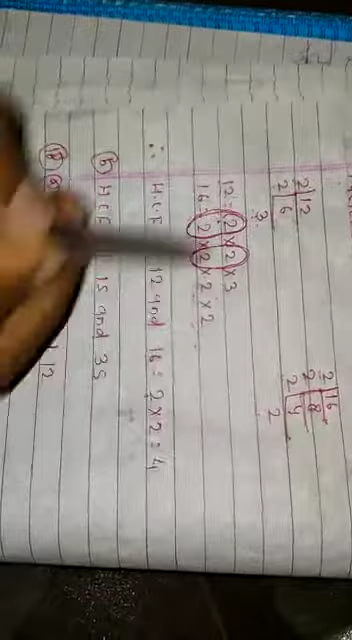 2 12 2 16
2 6 2 8
3 2 4
2
12 = 2 × 2 × 3
16 = 2 × 2 × 2 × 2
∴ H.C.F 12 and 16 = 2 × 2 = 4
b H.C.F 15 and 35
12